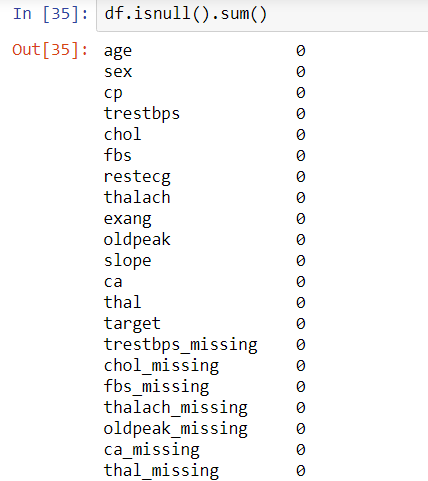 In [35]: df.isnull().sum()
Out[35]: age 0
sex 0
cp 0
trestbps 0
chol 0
fbs 0
restecg 0
thalach 0
exang 0
oldpeak 0
slope 0
ca 0
thal 0
target 0
trestbps_missing 0
chol_missing 0
fbs_missing 0
thalach_missing 0
oldpeak_missing 0
ca_missing 0
thal_missing 0